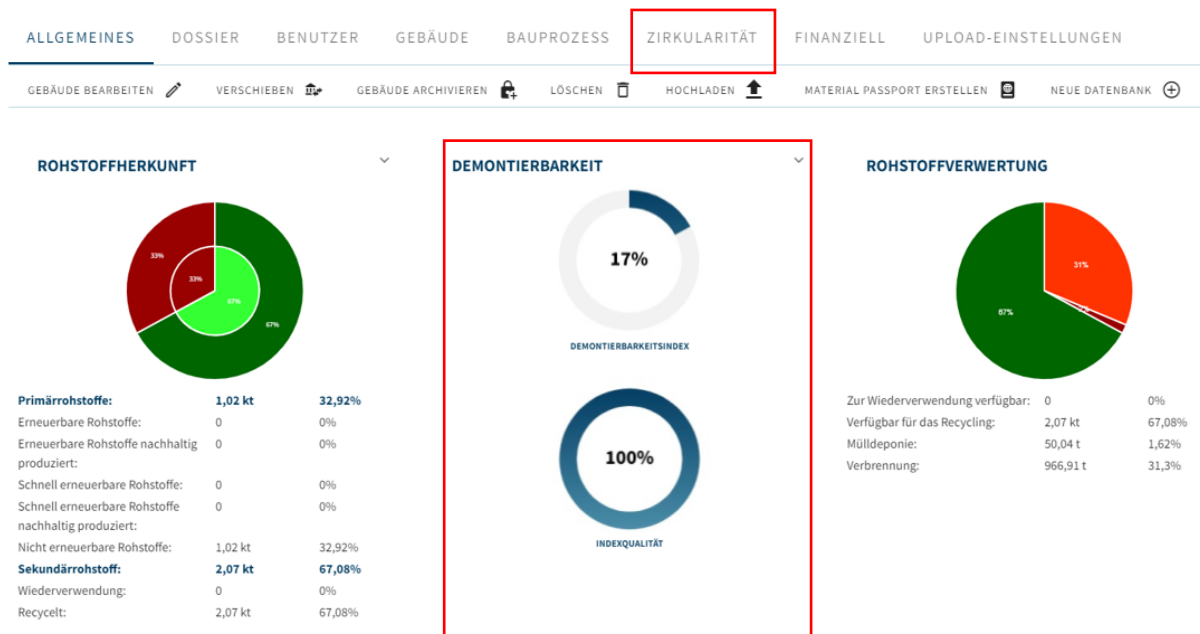 ALLGEMEINES DOSSIER BENUTZER GEBÄUDE BAUPROZESS ZIRKULARITÄT FINANZIELL UPLOAD-EINSTELLUNGEN
GEBÄUDE BEARBEITEN VERSCHIEBEN GEBÄUDE ARCHIVIEREN LÖSCHEN HOCHLADEN MATERIAL PASSPORT ERSTELLEN NEUE DATENBANK
ROHSTOFFHERKUNFT
33%
33%
67%
67%
Primärrohstoffe: 1,02 kt 32,92%
Erneuerbare Rohstoffe: 0 0%
Erneuerbare Rohstoffe nachhaltig 0 0%
produziert:
Schnell erneuerbare Rohstoffe: 0 0%
Schnell erneuerbare Rohstoffe 0 0%
nachhaltig produziert:
Nicht erneuerbare Rohstoffe: 1,02 kt 32,92%
Sekundärrohstoff: 2,07 kt 67,08%
Wiederverwendung: 0 0%
Recycelt: 2,07 kt 67,08%
DEMONTIERBARKEIT
17%
DEMONTIERBARKEITSINDEX
100%
INDEXQUALITÄT
ROHSTOFFVERWERTUNG
31%
67%
Zur Wiederverwendung verfügbar: 0 0%
Verfügbar für das Recycling: 2,07 kt 67,08%
Mülldeponie: 50,04 t 1,62%
Verbrennung: 966,91 t 31,3%